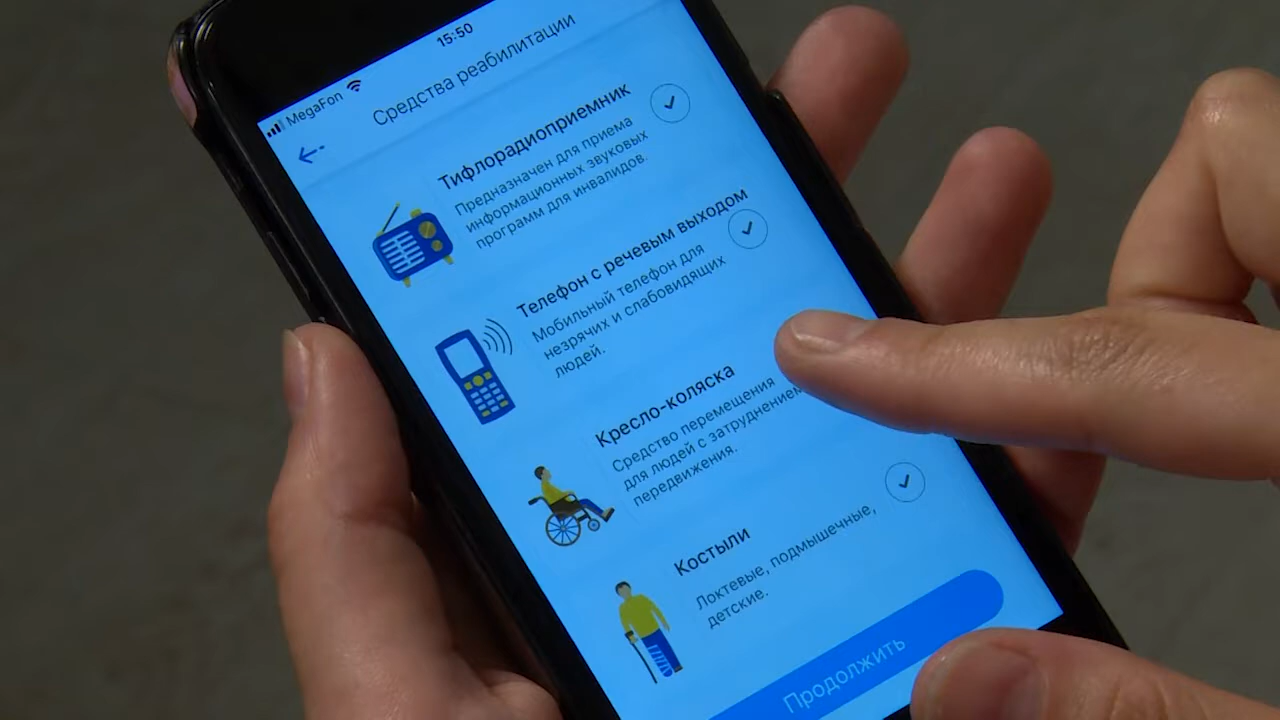 15:50
MegaFon
Средства реабилитации
Тифлорадиоприемник
Предназначен для приема
информационных звуковых
программ для инвалидов.
Телефон с речевым выходом
Мобильный телефон для
незрячих и слабовидящих
людей.
Кресло-коляска
Средство перемещения
для людей с затруднением
передвижения.
Костыли
Локтевые, подмышечные,
детские.
Продолжить